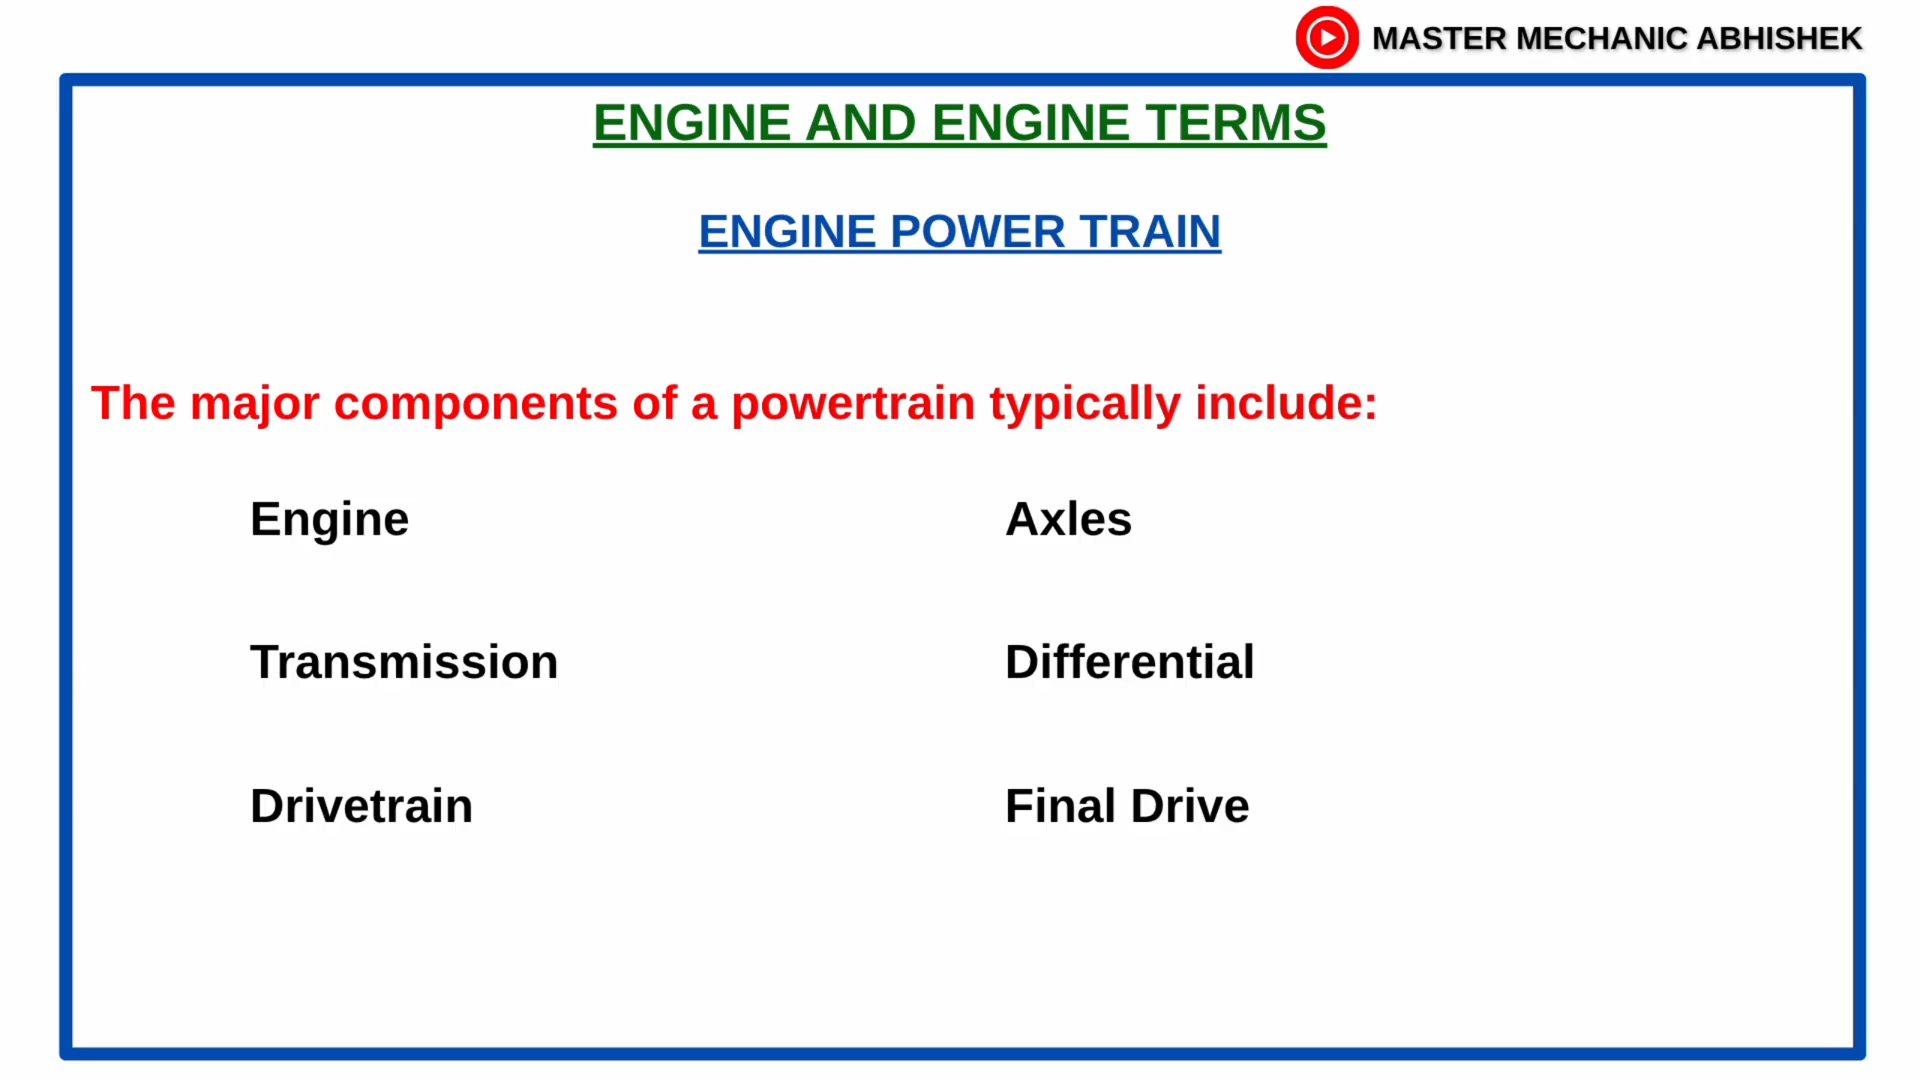 MASTER MECHANIC ABHISHEK
ENGINE AND ENGINE TERMS
ENGINE POWER TRAIN
The major components of a powertrain typically include:
Engine
Axles
Transmission
Differential
Drivetrain
Final Drive